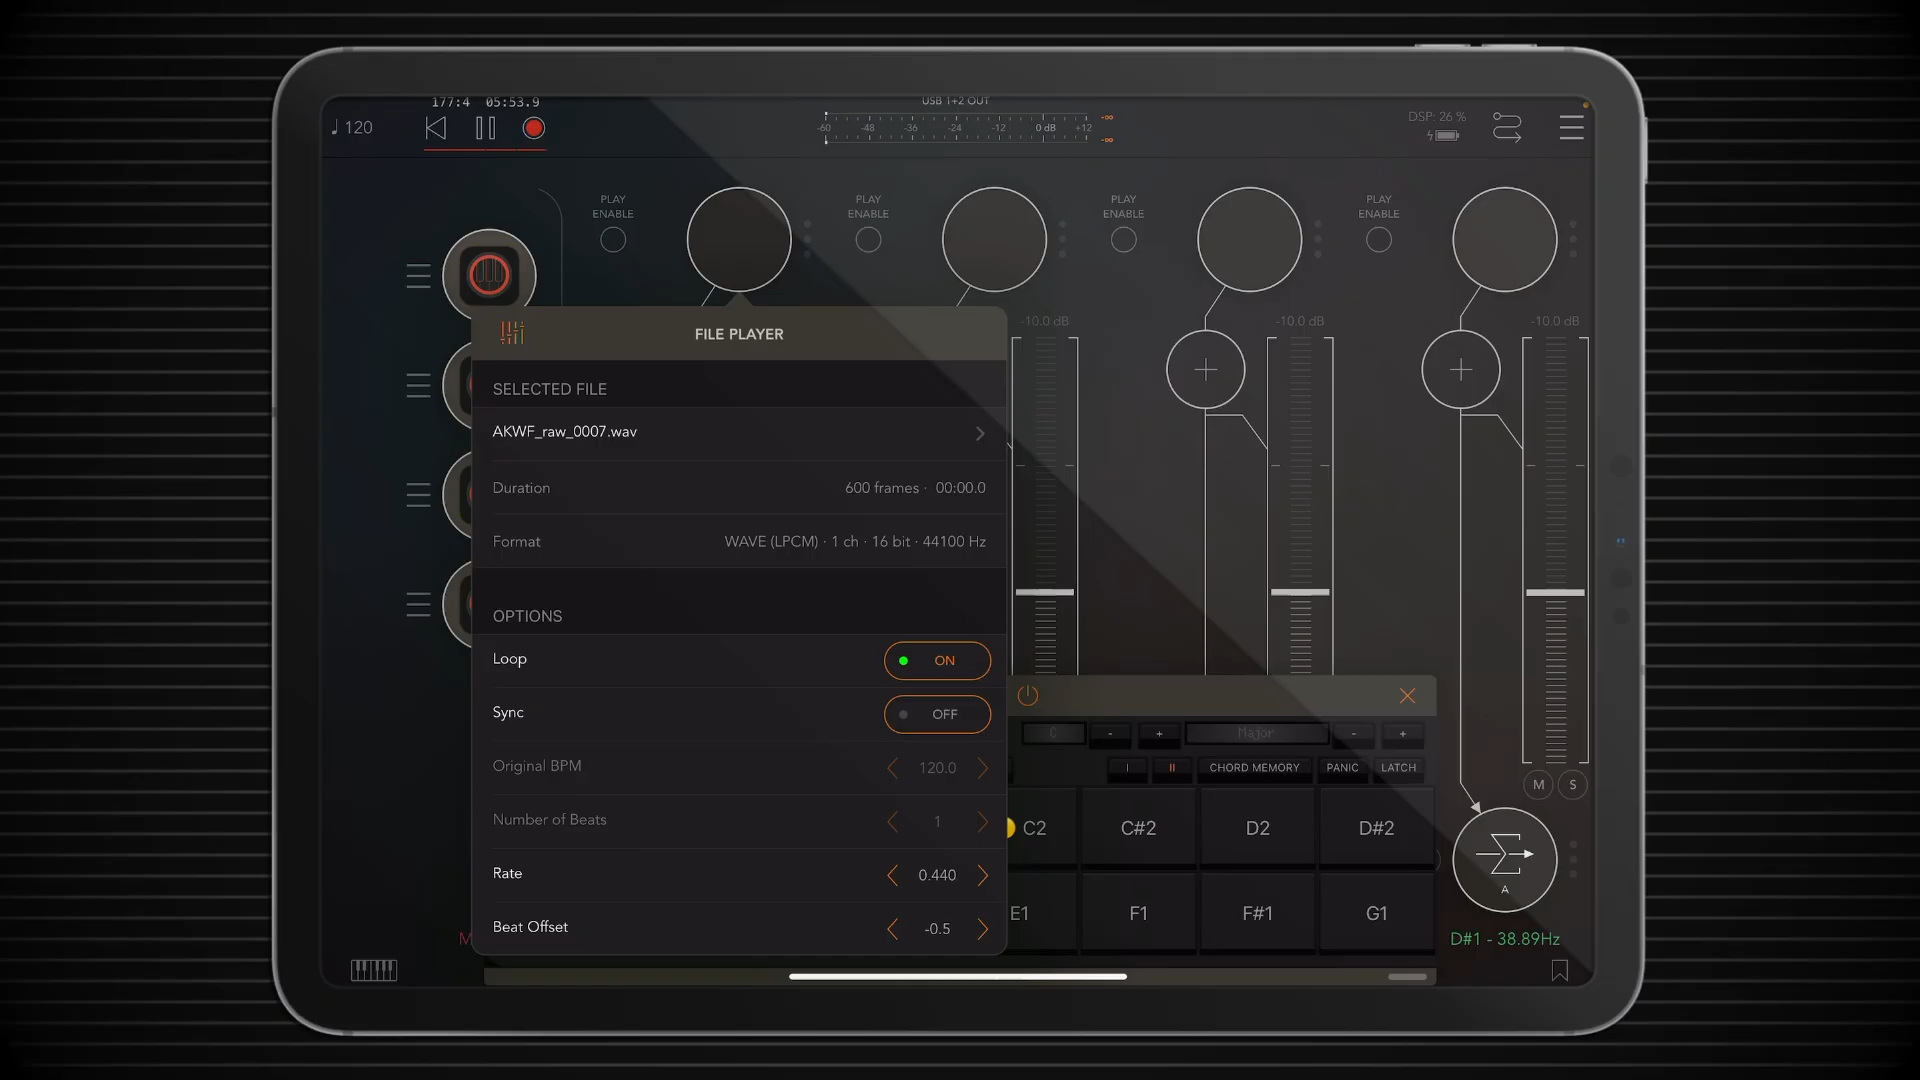 177:4 05:53.9
120
USB 1+2 OUT
-60 -48 -36 -24 -12 0 dB +12
-∞
-∞
DSP: 26 %
PLAY ENABLE
PLAY ENABLE
PLAY ENABLE
PLAY ENABLE
-10.0 dB
-10.0 dB
-10.0 dB
FILE PLAYER
SELECTED FILE
AKWF_raw_0007.wav
Duration 600 frames · 00:00.0
Format WAVE (LPCM) · 1 ch · 16 bit · 44100 Hz
OPTIONS
Loop ON
Sync OFF
Original BPM 120.0
Number of Beats 1
Rate 0.440
Beat Offset -0.5
C - + Major - +
I II CHORD MEMORY PANIC LATCH
C2 C#2 D2 D#2
E1 F1 F#1 G1
M S
A
D#1 - 38.89Hz
M